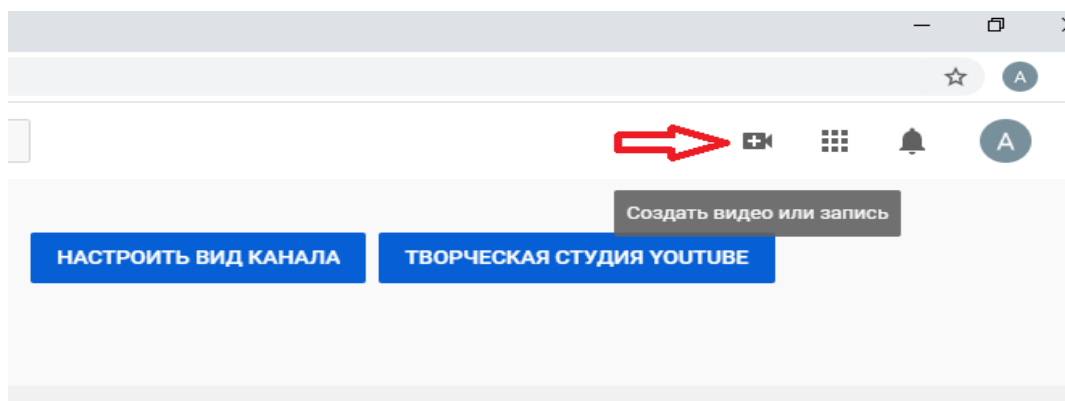 A
A
Создать видео или запись
НАСТРОИТЬ ВИД КАНАЛА
ТВОРЧЕСКАЯ СТУДИЯ YOUTUBE